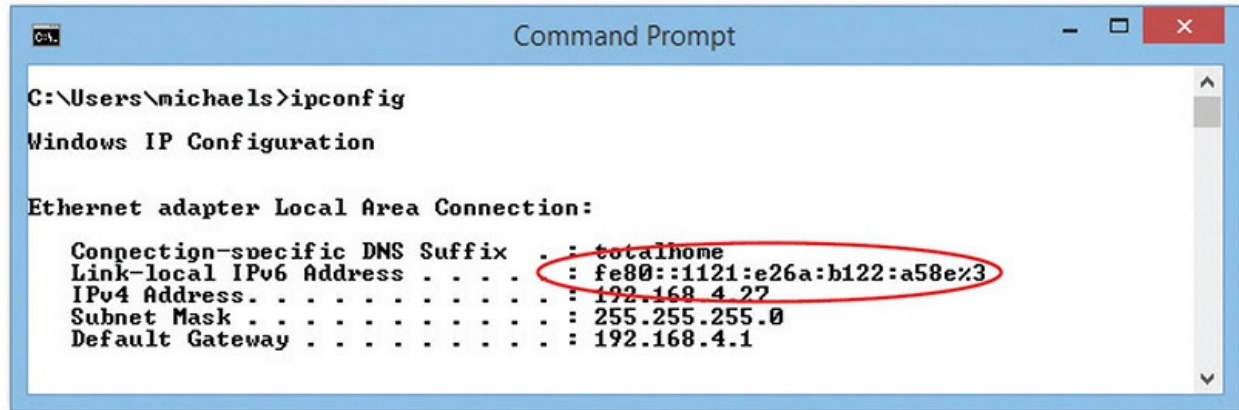 C:\.
Command Prompt
C:\Users\michaels>ipconfig
Windows IP Configuration
Ethernet adapter Local Area Connection:
Connection-specific DNS Suffix . : totalhome
Link-local IPv6 Address . . . . . : fe80::1121:e26a:b122:a58e%3
IPv4 Address. . . . . . . . . . . : 192.168.4.27
Subnet Mask . . . . . . . . . . . : 255.255.255.0
Default Gateway . . . . . . . . . : 192.168.4.1